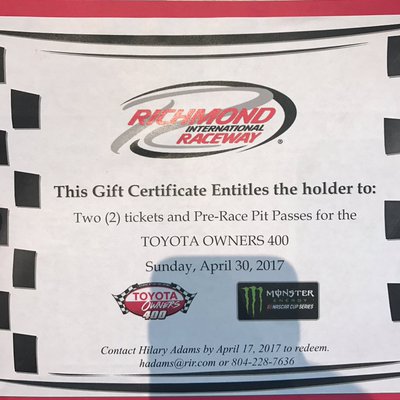 RICHMOND
INTERNATIONAL
RACEWAY®
This Gift Certificate Entitles the holder to:
Two (2) tickets and Pre-Race Pit Passes for the
TOYOTA OWNERS 400
Sunday, April 30, 2017
TOYOTA
OWNERS
400
MONSTER
ENERGY
NASCAR CUP SERIES
Contact Hilary Adams by April 17, 2017 to redeem.
hadams@rir.com or 804-228-7636